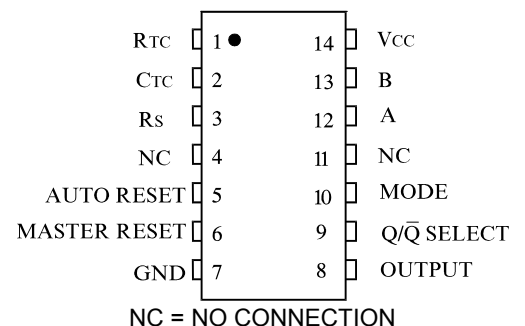 RTC 1 14 VCC
CTC 2 13 B
RS 3 12 A
NC 4 11 NC
AUTO RESET 5 10 MODE
MASTER RESET 6 9 Q/Q̅ SELECT
GND 7 8 OUTPUT
NC = NO CONNECTION